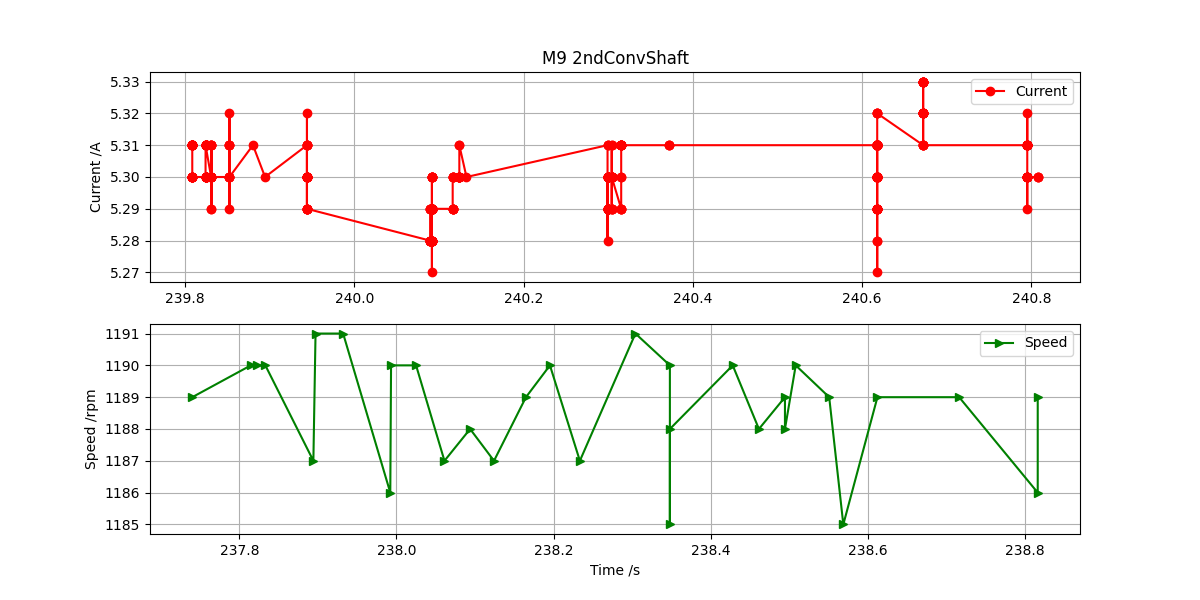 M9 2ndConvShaft
5.33
5.32
5.31
5.30
5.29
5.28
5.27
Current /A
Current
239.8 240.0 240.2 240.4 240.6 240.8
1191
1190
1189
1188
1187
1186
1185
Speed /rpm
Speed
237.8 238.0 238.2 238.4 238.6 238.8
Time /s